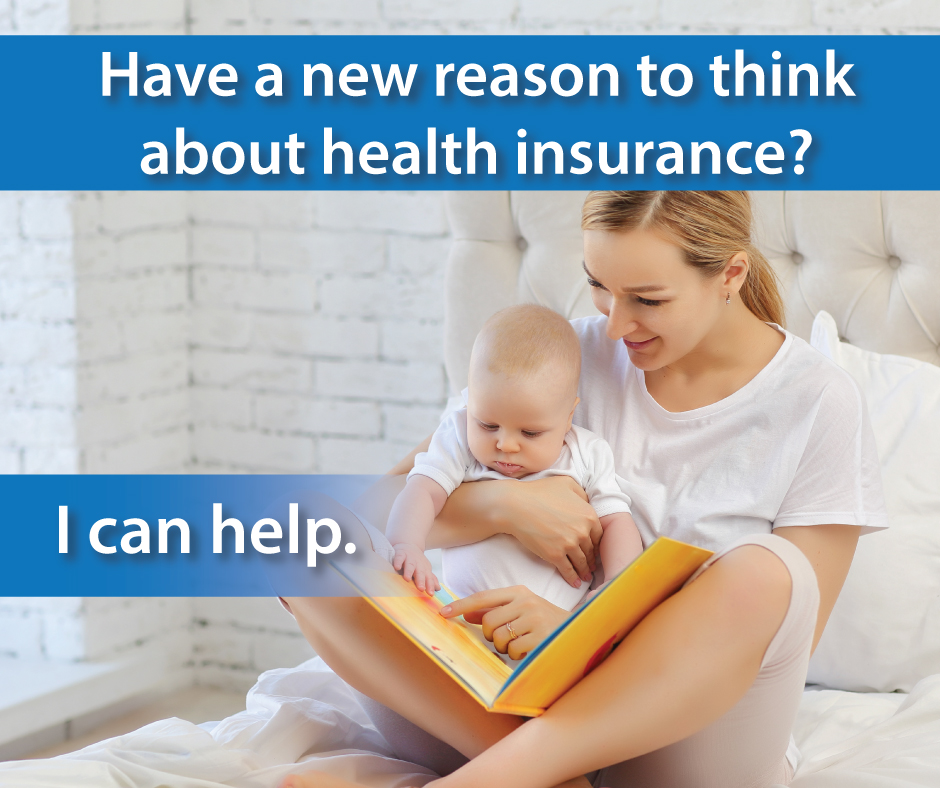 Have a new reason to think
about health insurance?
I can help.